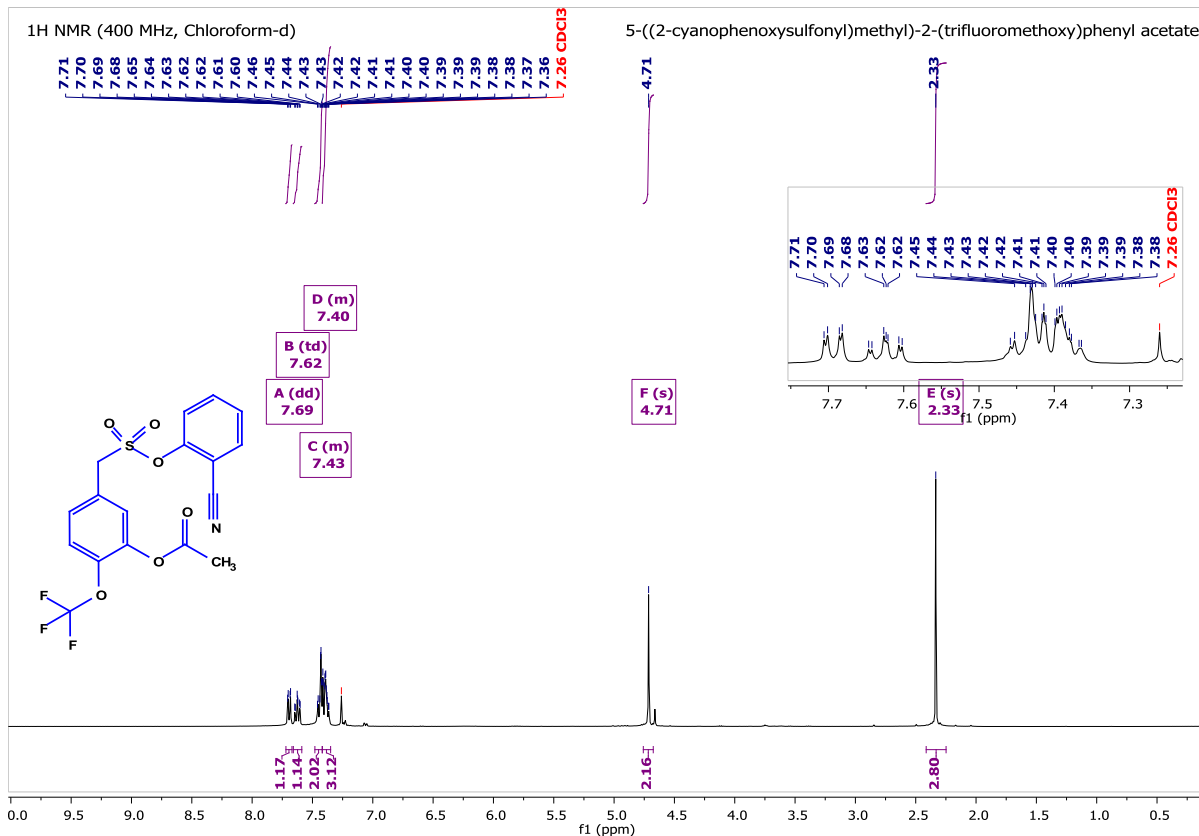 1H NMR (400 MHz, Chloroform-d)
5-((2-cyanophenoxysulfonyl)methyl)-2-(trifluoromethoxy)phenyl acetate
7.71
7.70
7.69
7.68
7.65
7.64
7.63
7.62
7.62
7.61
7.60
7.46
7.45
7.44
7.43
7.43
7.42
7.42
7.41
7.41
7.40
7.40
7.39
7.39
7.39
7.38
7.38
7.37
7.36
7.26 CDCl3
4.71
2.33
7.71
7.70
7.69
7.68
7.63
7.62
7.62
7.45
7.44
7.43
7.43
7.42
7.42
7.41
7.41
7.40
7.40
7.39
7.39
7.39
7.38
7.38
7.26 CDCl3
7.7 7.6 7.5 7.4 7.3
f1 (ppm)
D (m)
7.40
B (td)
7.62
A (dd)
7.69
C (m)
7.43
F (s)
4.71
E (s)
2.33
O
O
S
O
N
O
O
CH3
O
F
F
F
1.17
1.14
2.02
3.12
2.16
2.80
0.0 9.5 9.0 8.5 8.0 7.5 7.0 6.5 6.0 5.5 5.0 4.5 4.0 3.5 3.0 2.5 2.0 1.5 1.0 0.5
f1 (ppm)